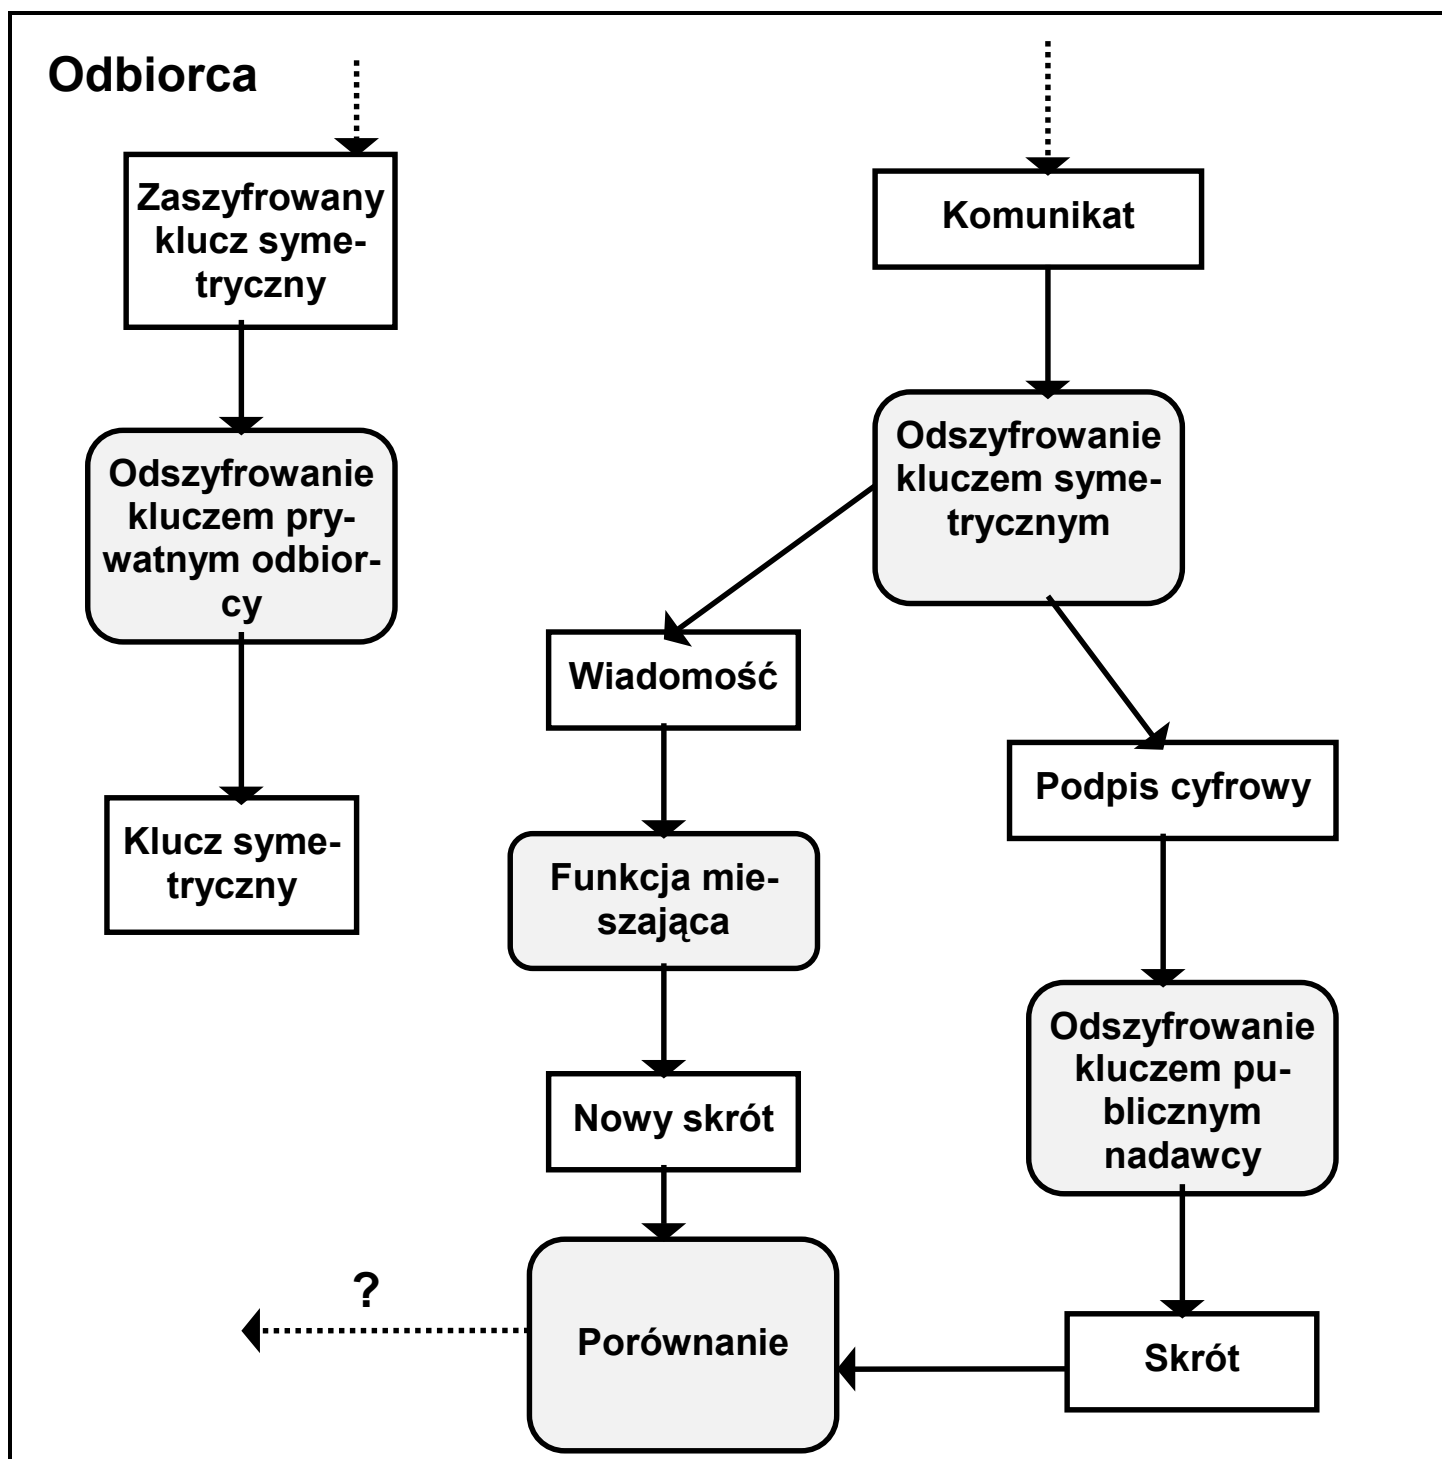 Odbiorca
Zaszyfrowany
klucz syme-
tryczny
Komunikat
Odszyfrowanie
kluczem pry-
watnym odbior-
cy
Odszyfrowanie
kluczem syme-
trycznym
Wiadomość
Podpis cyfrowy
Klucz syme-
tryczny
Funkcja mie-
szająca
Odszyfrowanie
kluczem pu-
blicznym
nadawcy
Nowy skrót
?
Porównanie
Skrót